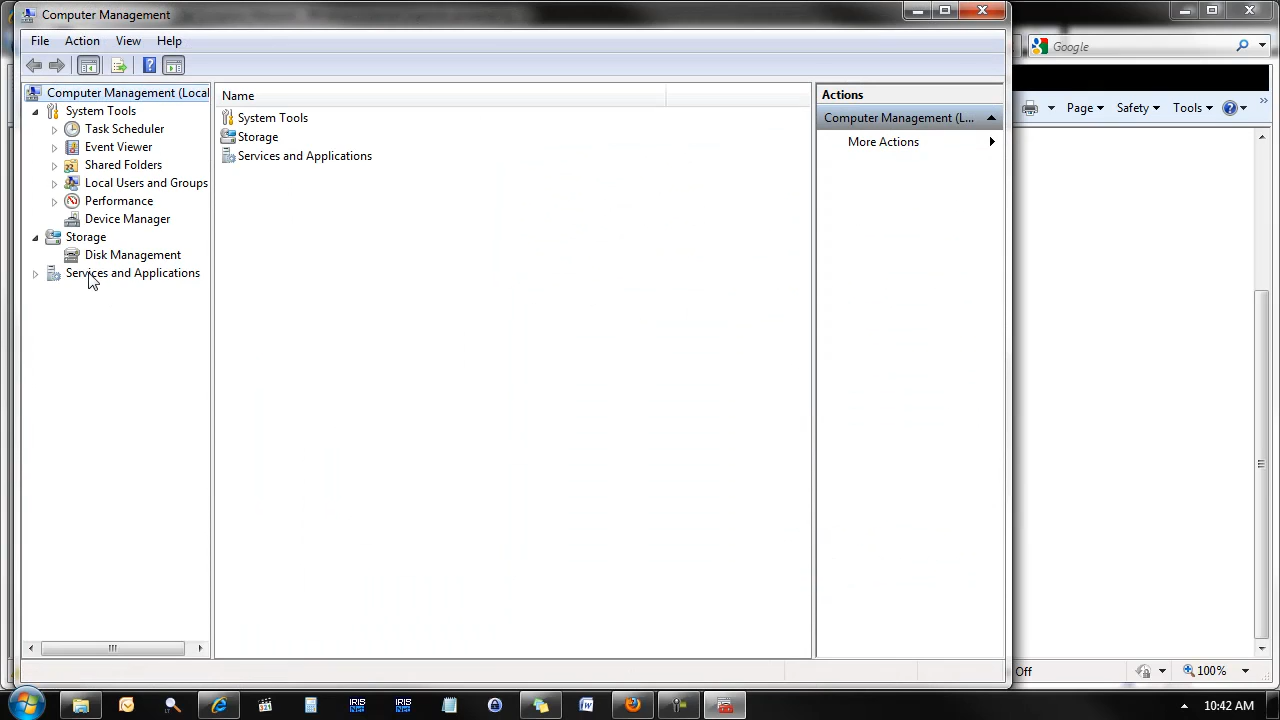 Computer Management
File Action View Help
Google
Page Safety Tools
Computer Management (Local
System Tools
Task Scheduler
Event Viewer
Shared Folders
Local Users and Groups
Performance
Device Manager
Storage
Disk Management
Services and Applications
Name
System Tools
Storage
Services and Applications
Actions
Computer Management (L...
More Actions
Off
100%
IRIS
IRIS
10:42 AM